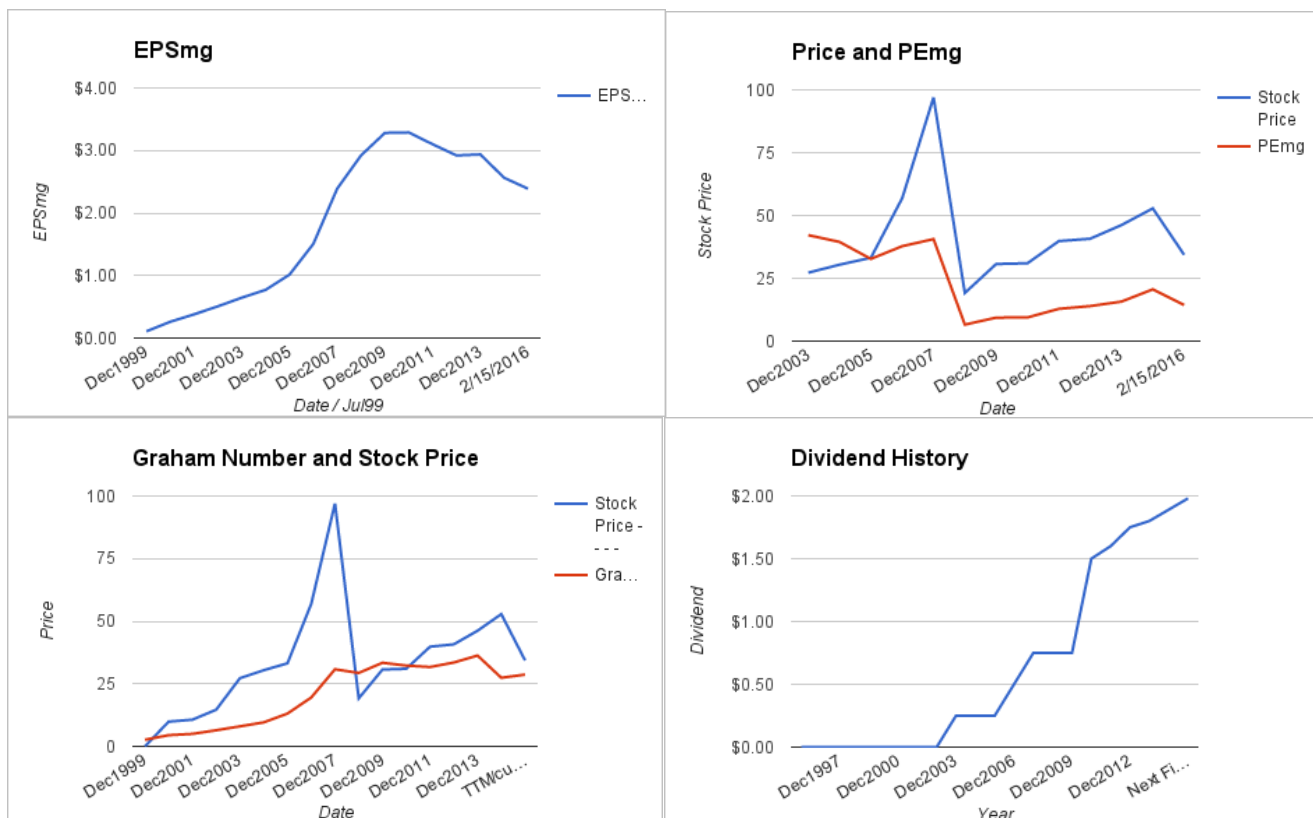 EPSmg
$4.00
$3.00
$2.00
$1.00
$0.00
EPSmg
EPS...
Dec1999
Dec2001
Dec2003
Dec2005
Dec2007
Dec2009
Dec2011
Dec2013
2/15/2016
Date / Jul99
Price and PEmg
100
75
50
25
0
Stock Price
Stock
Price
PEmg
Dec2003
Dec2005
Dec2007
Dec2009
Dec2011
Dec2013
2/15/2016
Date
Graham Number and Stock Price
100
75
50
25
0
Price
Stock
Price -
- - -
Gra...
Dec1999
Dec2001
Dec2003
Dec2005
Dec2007
Dec2009
Dec2011
Dec2013
TTM/cu...
Date
Dividend History
$2.00
$1.50
$1.00
$0.50
$0.00
Dividend
Dec1997
Dec2000
Dec2003
Dec2006
Dec2009
Dec2012
Next Fi...
Year